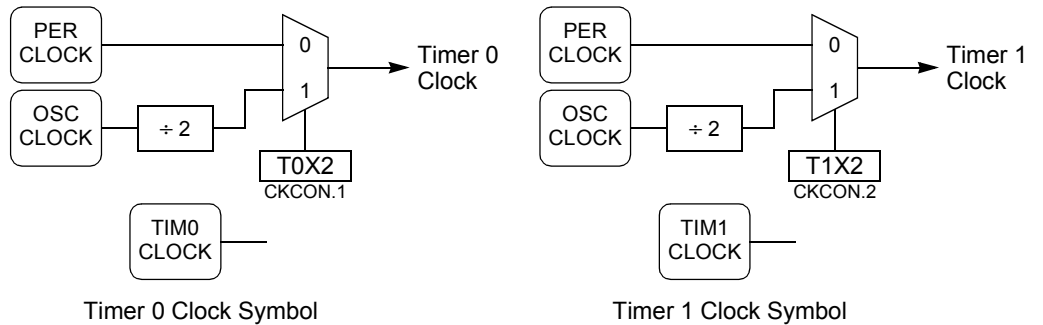 PER
CLOCK
0
Timer 0
Clock
1
OSC
CLOCK
÷ 2
T0X2
CKCON.1
TIM0
CLOCK
Timer 0 Clock Symbol
PER
CLOCK
0
Timer 1
Clock
1
OSC
CLOCK
÷ 2
T1X2
CKCON.2
TIM1
CLOCK
Timer 1 Clock Symbol